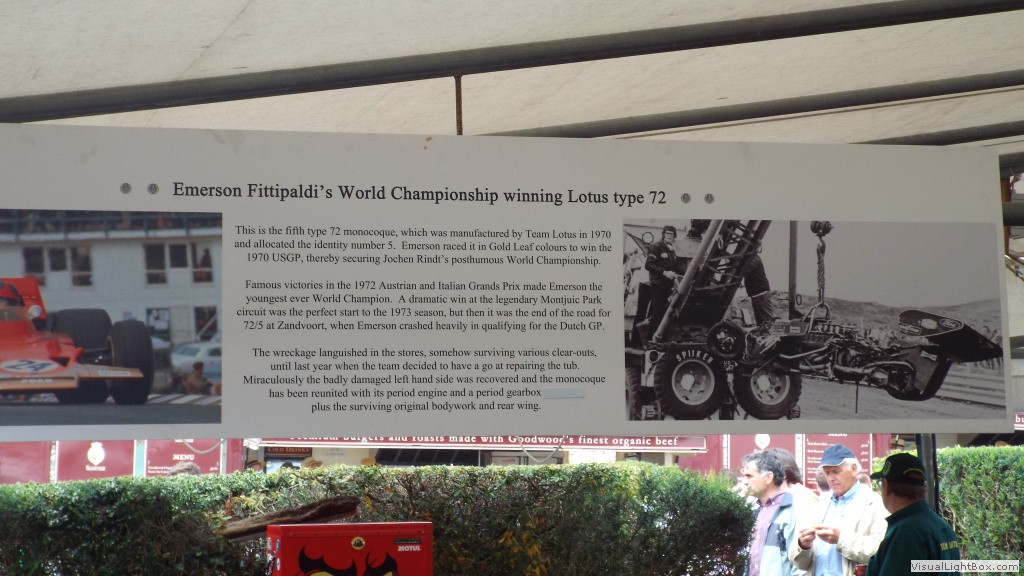 Emerson Fittipaldi's World Championship winning Lotus type 72
This is the fifth type 72 monocoque, which was manufactured by Team Lotus in 1970
and allocated the identity number 5. Emerson raced it in Gold Leaf colours to win the
1970 USGP, thereby securing Jochen Rindt's posthumous World Championship.
Famous victories in the 1972 Austrian and Italian Grands Prix made Emerson the
youngest ever World Champion. A dramatic win at the legendary Montjuic Park
circuit was the perfect start to the 1973 season, but then it was the end of the road for
72/5 at Zandvoort, when Emerson crashed heavily in qualifying for the Dutch GP.
The wreckage languished in the stores, somehow surviving various clear-outs,
until last year when the team decided to have a go at repairing the tub.
Miraculously the badly damaged left hand side was recovered and the monocoque
has been reunited with its period engine and a period gearbox
plus the surviving original bodywork and rear wing.
24
SPIJKER
Premium burgers and roasts made with Goodwood's finest organic beef
MENU
MENU
MOTUL
VisualLightBox.com